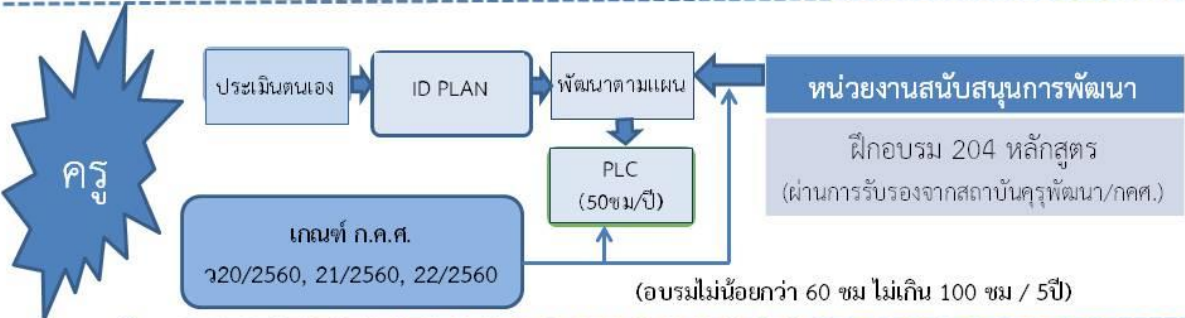 ครู
ประเมินตนเอง
ID PLAN
พัฒนาตามแผน
หน่วยงานสนับสนุนการพัฒนา
ฝึกอบรม 204 หลักสูตร
(ผ่านการรับรองจากสถาบันคุรุพัฒนา/กคศ.)
PLC
(50ชม/ปี)
เกณฑ์ ก.ค.ศ.
ว20/2560, 21/2560, 22/2560
(อบรมไม่น้อยกว่า 60 ชม ไม่เกิน 100 ชม / 5ปี)